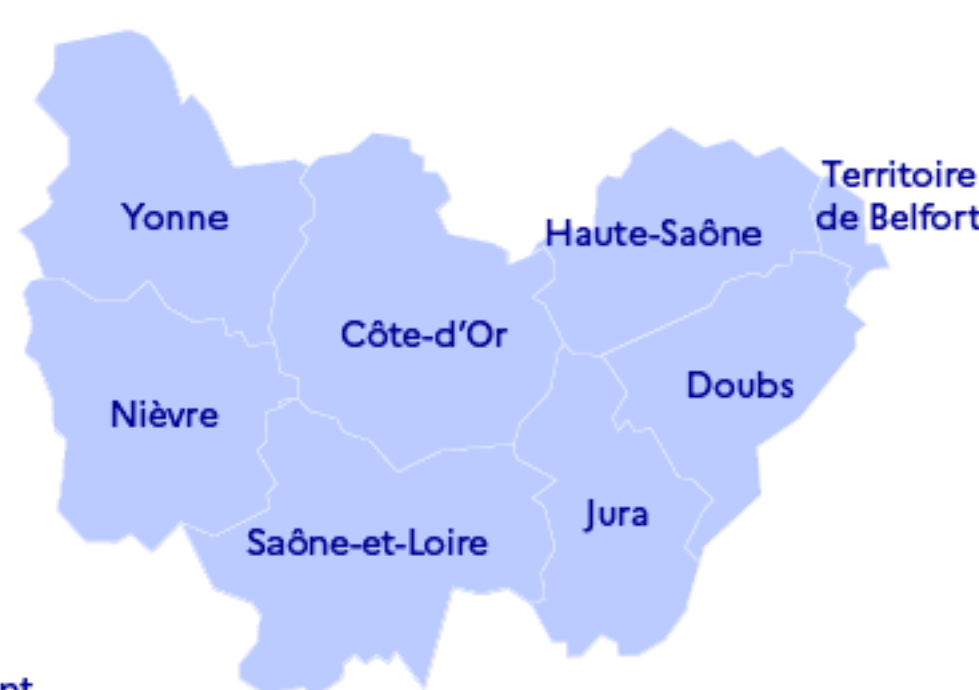 Territoire
de Belfort
Yonne
Haute-Saône
Côte-d'Or
Doubs
Nièvre
Jura
Saône-et-Loire